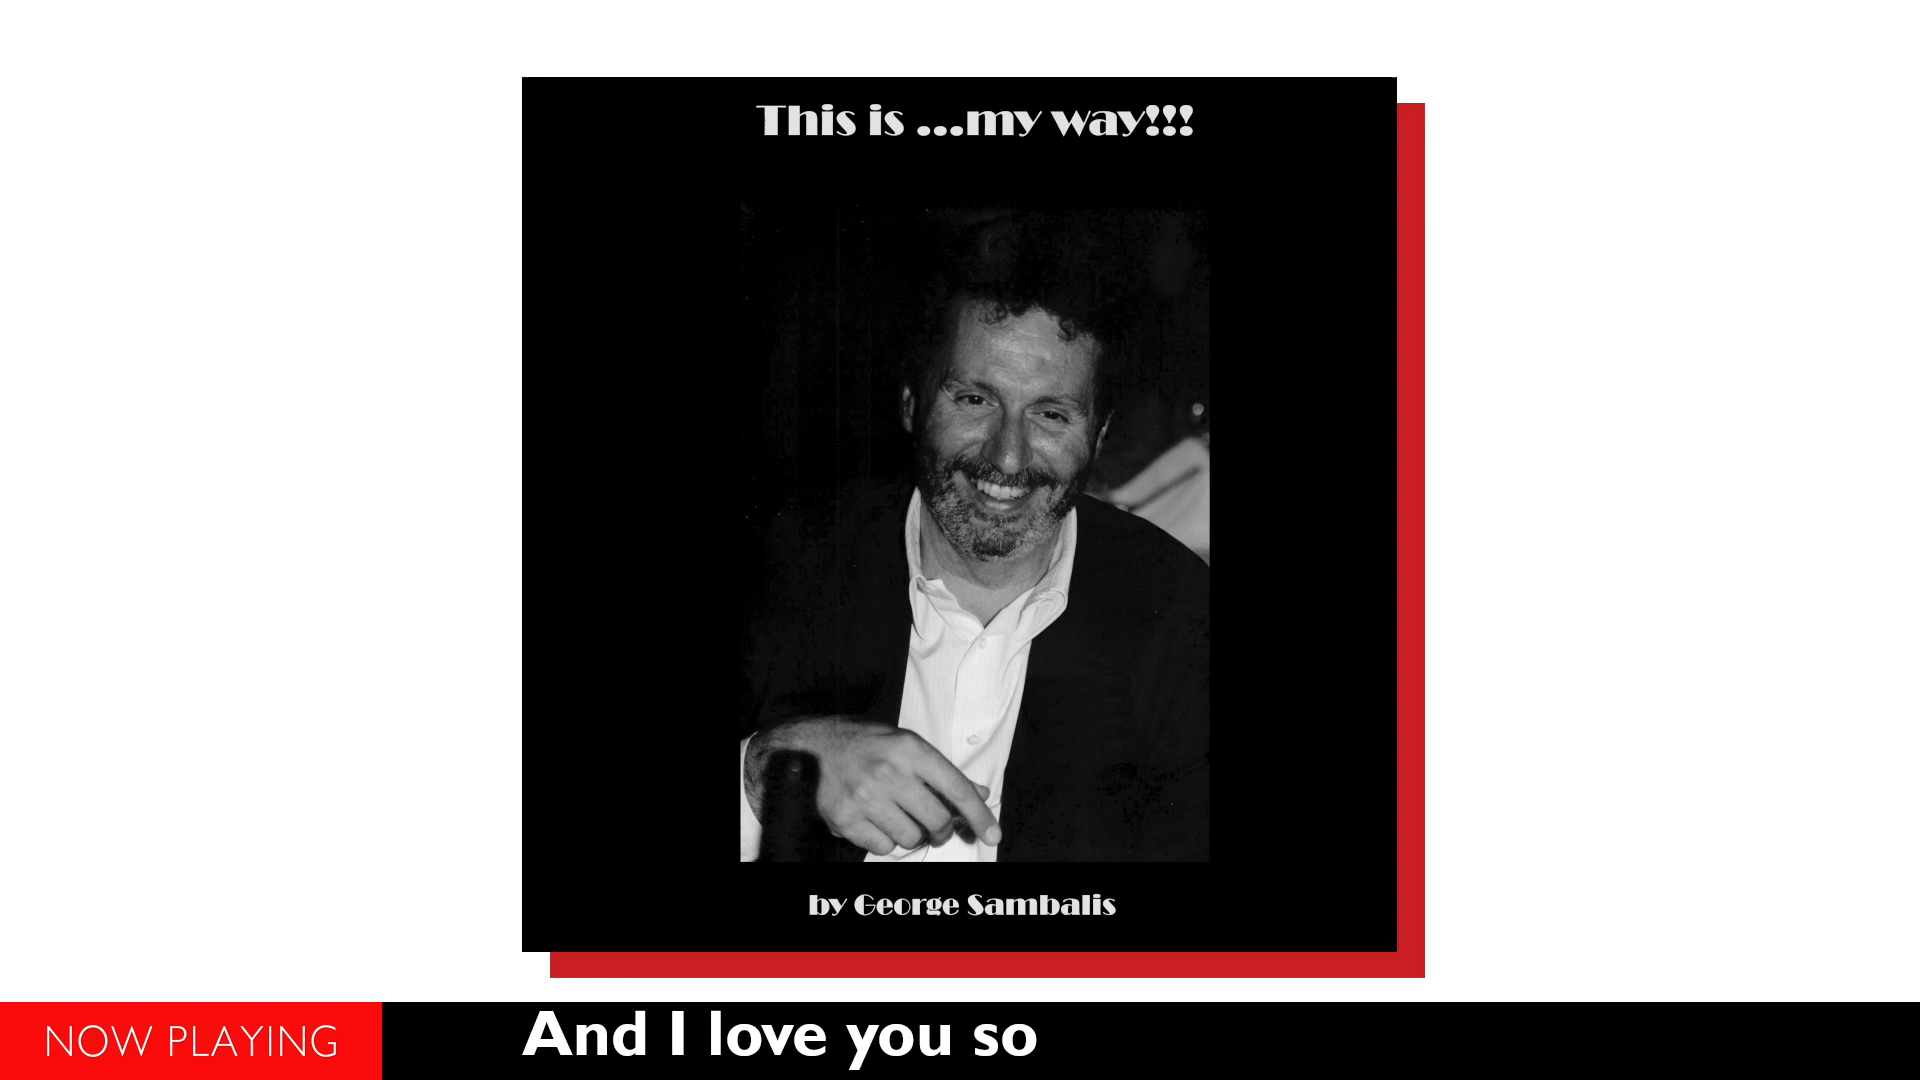 This is ...my way!!!
by George Sambalis
NOW PLAYING
And I love you so